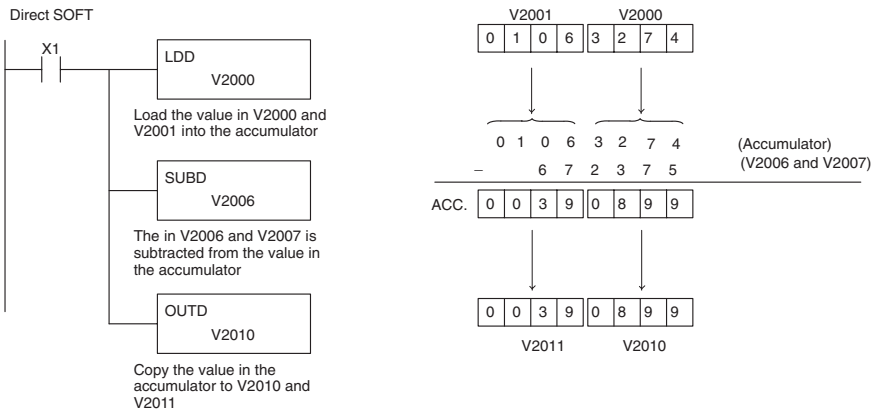 Direct SOFT
X1
LDD
V2000
Load the value in V2000 and
V2001 into the accumulator
SUBD
V2006
The in V2006 and V2007 is
subtracted from the value in
the accumulator
OUTD
V2010
Copy the value in the
accumulator to V2010 and
V2011
V2001 V2000
0 1 0 6 3 2 7 4
0 1 0 6 3 2 7 4 (Accumulator)
– 6 7 2 3 7 5 (V2006 and V2007)
ACC. 0 0 3 9 0 8 9 9
0 0 3 9 0 8 9 9
V2011 V2010